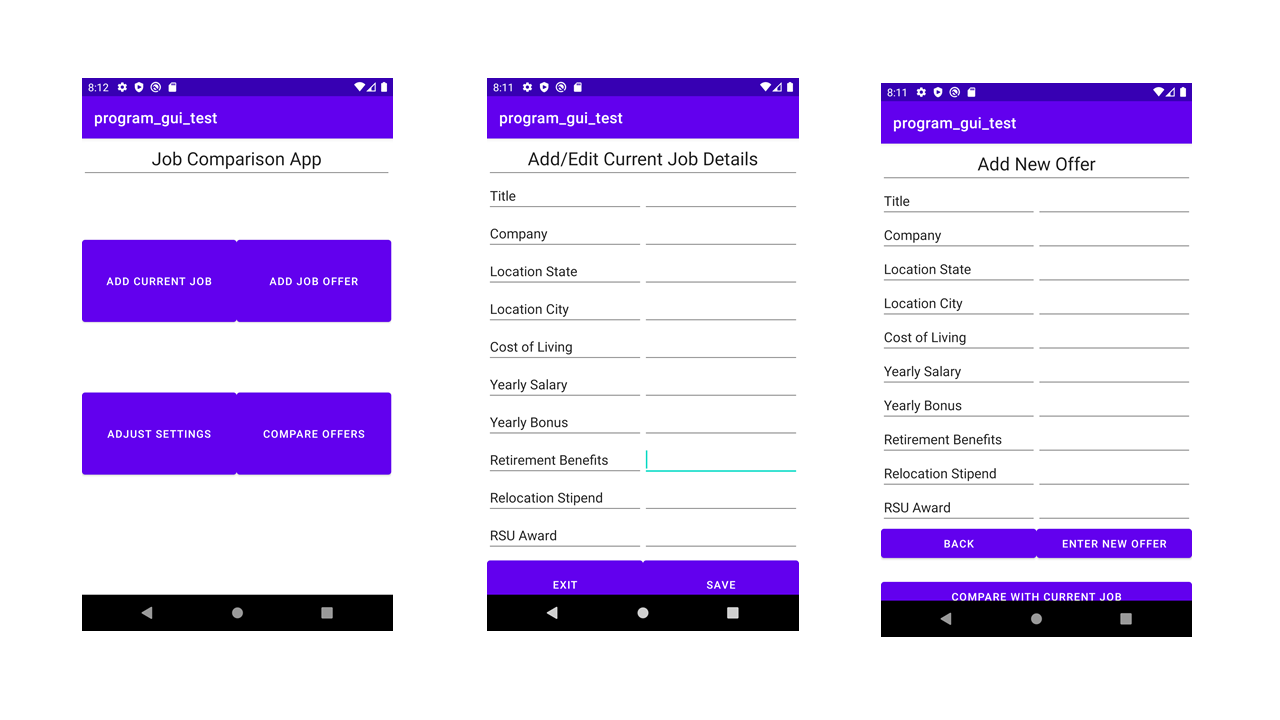 8:12
program_gui_test
Job Comparison App
ADD CURRENT JOB
ADD JOB OFFER
ADJUST SETTINGS
COMPARE OFFERS
8:11
program_gui_test
Add/Edit Current Job Details
Title
Company
Location State
Location City
Cost of Living
Yearly Salary
Yearly Bonus
Retirement Benefits
Relocation Stipend
RSU Award
EXIT
SAVE
8:11
program_gui_test
Add New Offer
Title
Company
Location State
Location City
Cost of Living
Yearly Salary
Yearly Bonus
Retirement Benefits
Relocation Stipend
RSU Award
BACK
ENTER NEW OFFER
COMPARE WITH CURRENT JOB